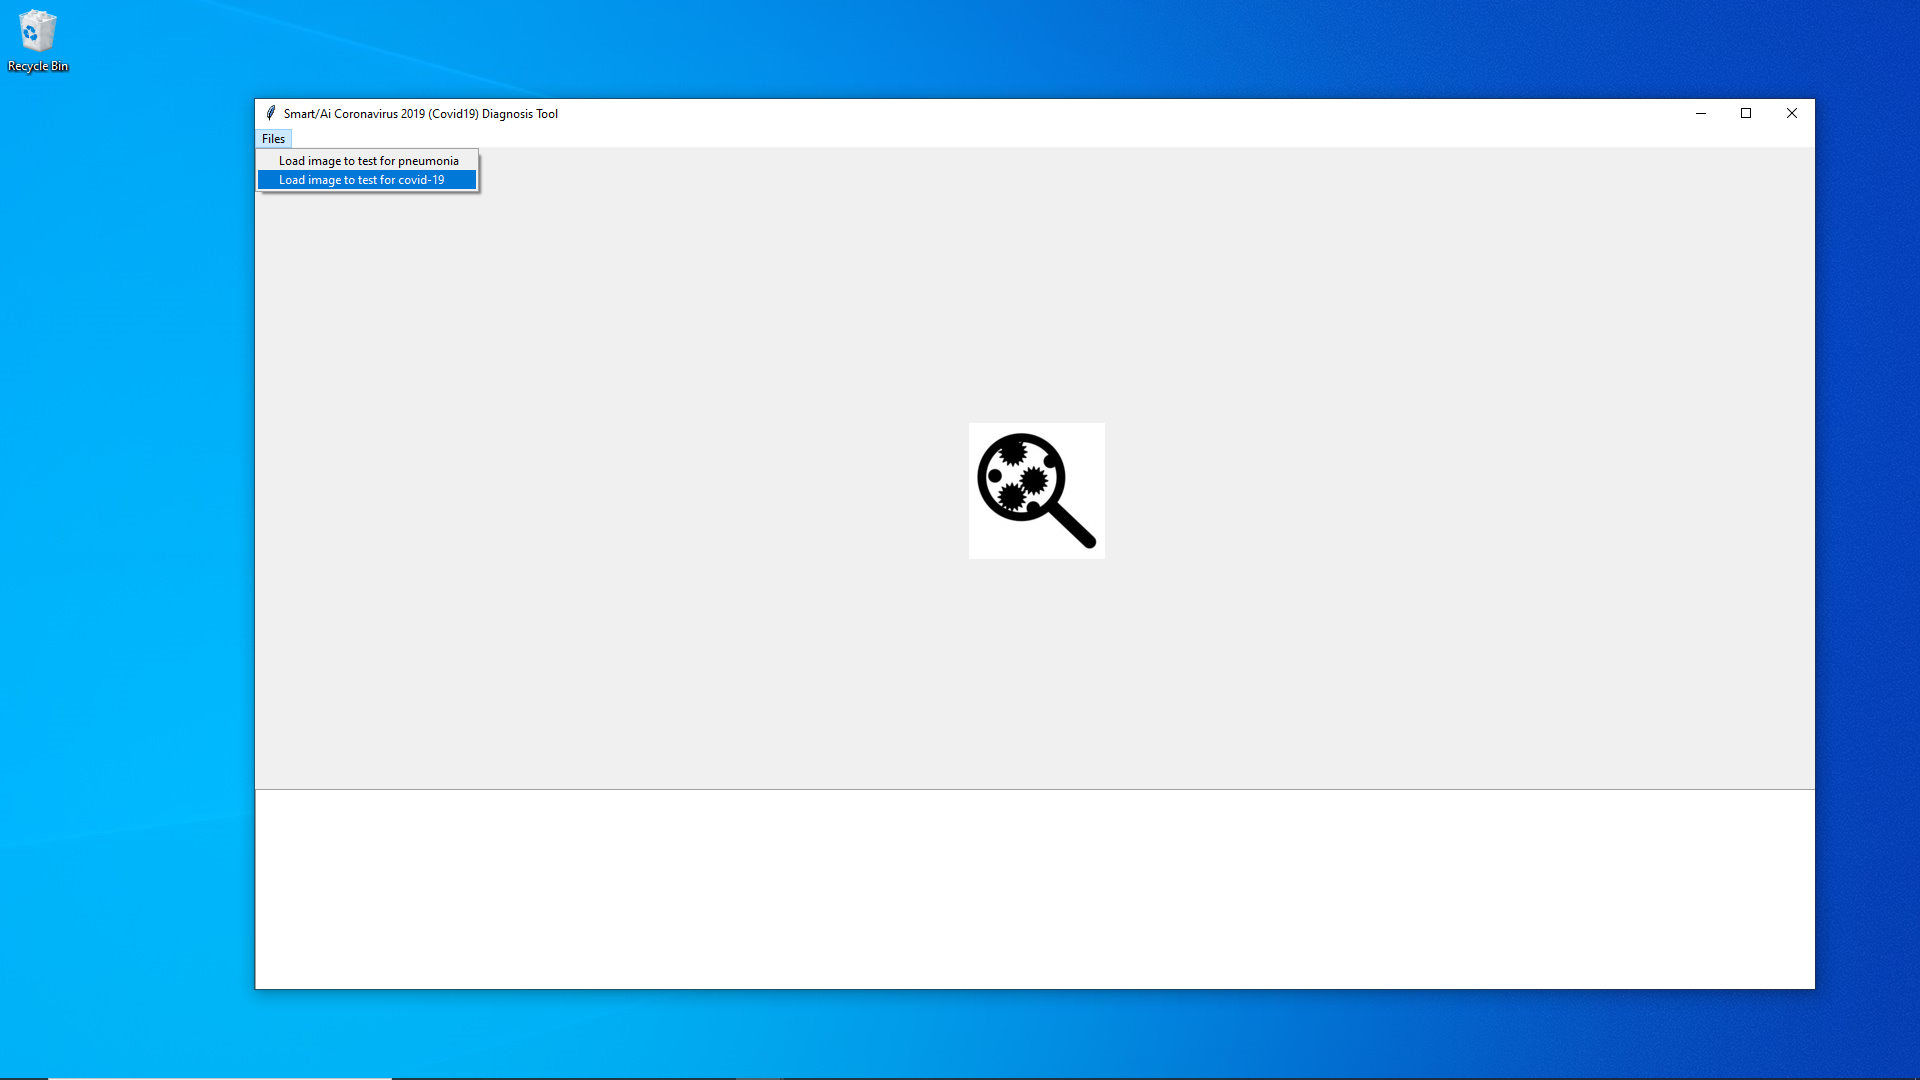 Recycle Bin
Smart/Ai Coronavirus 2019 (Covid19) Diagnosis Tool
Files
Load image to test for pneumonia
Load image to test for covid-19